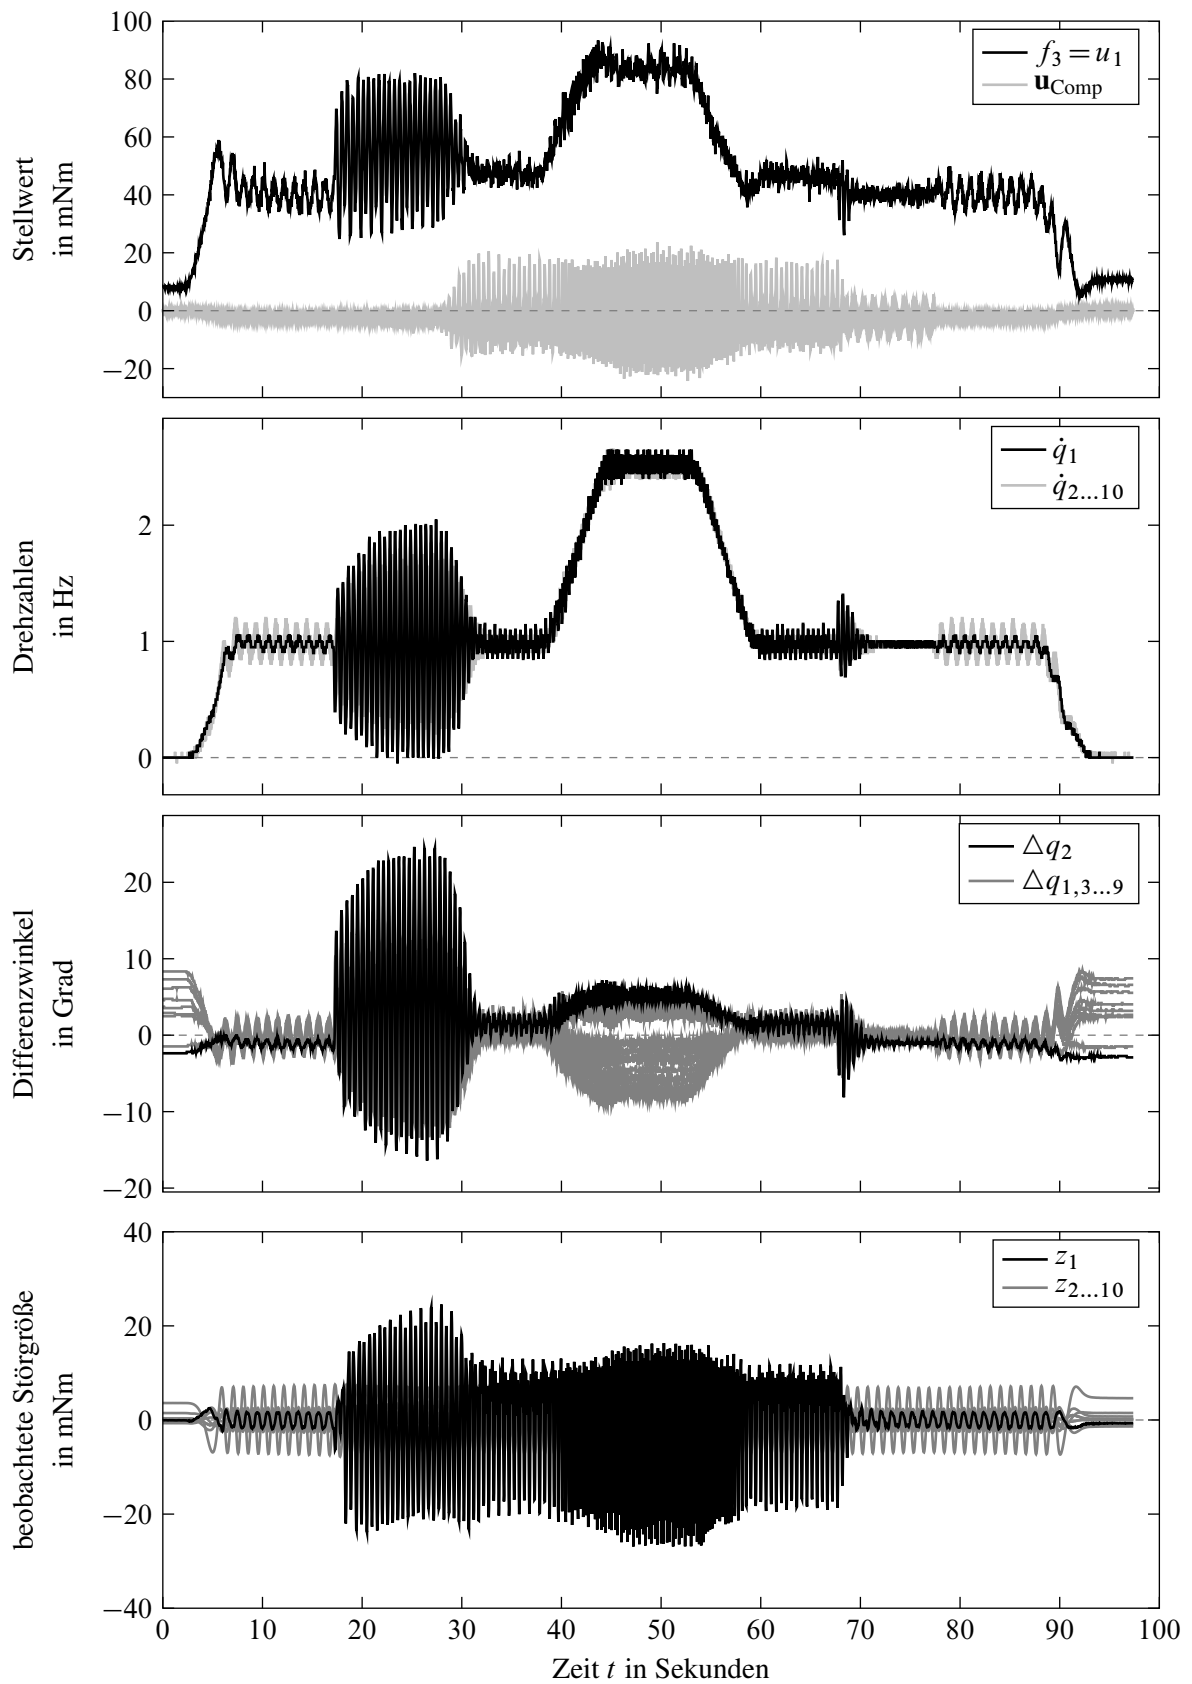 100
80
60
40
20
0
−20
Stellwert
in mNm
f₃ = u₁
𝐮Comp
2
1
0
Drehzahlen
in Hz
q̇₁
q̇₂…₁₀
20
10
0
−10
−20
Differenzwinkel
in Grad
△q₂
△q₁,₃…₉
40
20
0
−20
−40
beobachtete Störgröße
in mNm
z₁
z₂…₁₀
0 10 20 30 40 50 60 70 80 90 100
Zeit t in Sekunden